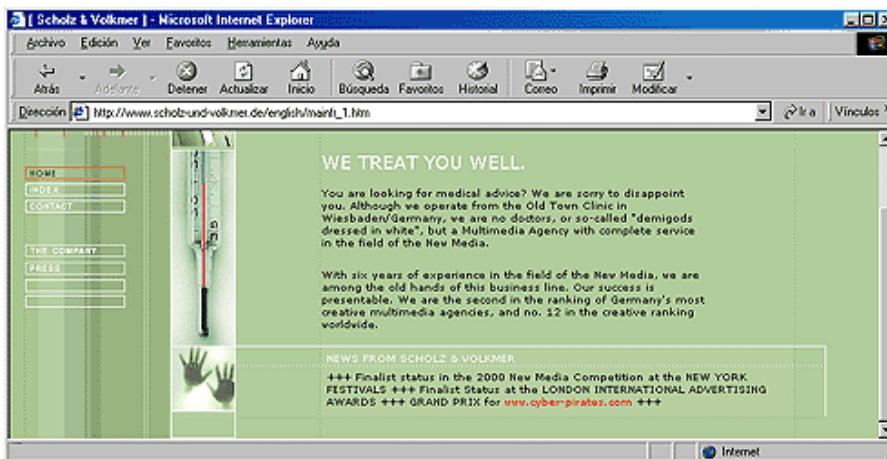 [ Scholz & Volkmer ] - Microsoft Internet Explorer
Archivo Edición Ver Favoritos Herramientas Ayuda
Atrás Adelante Detener Actualizar Inicio Búsqueda Favoritos Historial Correo Imprimir Modificar
Dirección http://www.scholz-und-volkmer.de/english/mainh_1.htm Ir a Vínculos
HOME
INDEX
CONTACT
THE COMPANY
PRESS
WE TREAT YOU WELL.
You are looking for medical advice? We are sorry to disappoint
you. Although we operate from the Old Town Clinic in
Wiesbaden/Germany, we are no doctors, or so-called "demigods
dressed in white", but a Multimedia Agency with complete service
in the field of the New Media.
With six years of experience in the field of the New Media, we are
among the old hands of this business line. Our success is
presentable. We are the second in the ranking of Germany's most
creative multimedia agencies, and no. 12 in the creative ranking
worldwide.
NEWS FROM SCHOLZ & VOLKMER
+++ Finalist status in the 2000 New Media Competition at the NEW YORK
FESTIVALS +++ Finalist Status at the LONDON INTERNATIONAL ADVERTISING
AWARDS +++ GRAND PRIX for www.cyber-pirates.com +++
Internet